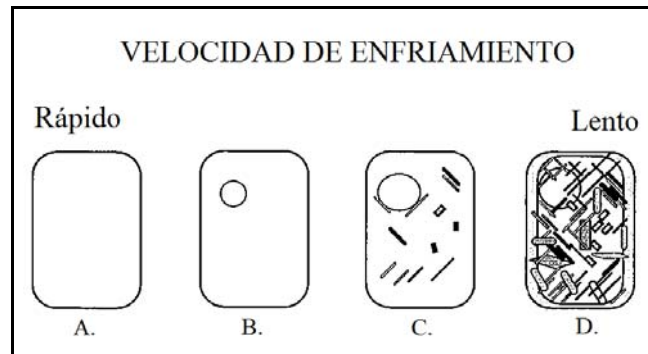 VELOCIDAD DE ENFRIAMIENTO
Rápido Lento
A. B. C. D.